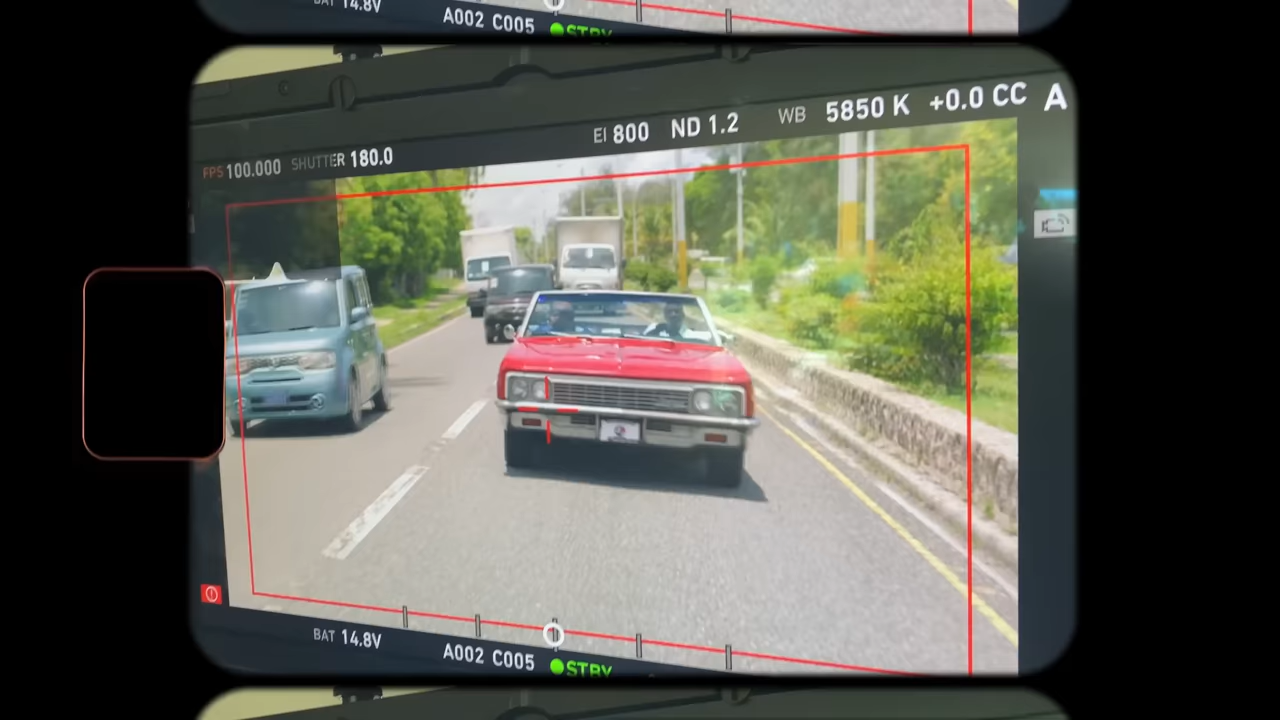 BAT 14.8V
A002 C005 STBY
EI 800 ND 1.2 WB 5850 K +0.0 CC A
FPS 100.000 SHUTTER 180.0
BAT 14.8V
A002 C005 STBY